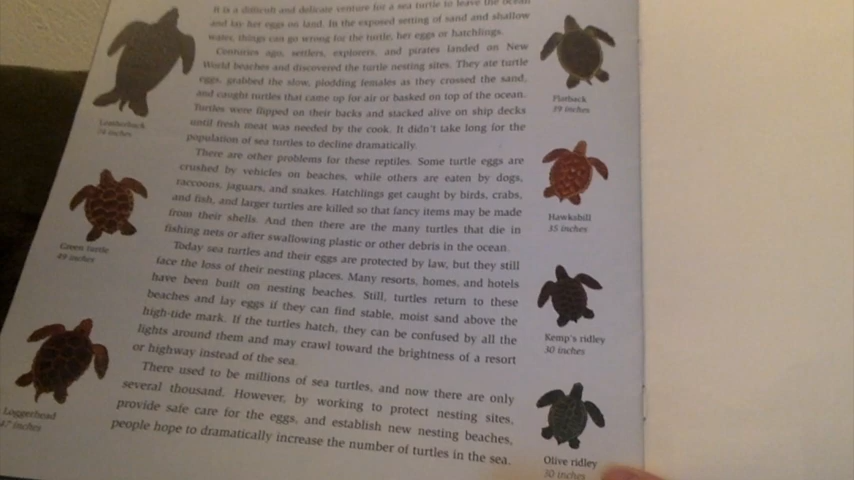 It is a difficult and delicate venture for a sea turtle to leave the ocean
and lay her eggs on land. In the exposed setting of sand and shallow
water, things can go wrong for the turtle, her eggs or hatchlings.
Centuries ago, settlers, explorers, and pirates landed on New
World beaches and discovered the turtle nesting sites. They ate turtle
eggs, grabbed the slow, plodding females as they crossed the sand,
and caught turtles that came up for air or basked on top of the ocean.
Turtles were flipped on their backs and stacked alive on ship decks
until fresh meat was needed by the cook. It didn't take long for the
population of sea turtles to decline dramatically.
There are other problems for these reptiles. Some turtle eggs are
crushed by vehicles on beaches, while others are eaten by dogs,
raccoons, jaguars, and snakes. Hatchlings get caught by birds, crabs,
and fish, and larger turtles are killed so that fancy items may be made
from their shells. And then there are the many turtles that die in
fishing nets or after swallowing plastic or other debris in the ocean.
Today sea turtles and their eggs are protected by law, but they still
face the loss of their nesting places. Many resorts, homes, and hotels
have been built on nesting beaches. Still, turtles return to these
beaches and lay eggs if they can find stable, moist sand above the
high-tide mark. If the turtles hatch, they can be confused by all the
lights around them and may crawl toward the brightness of a resort
or highway instead of the sea.
There used to be millions of sea turtles, and now there are only
several thousand. However, by working to protect nesting sites,
provide safe care for the eggs, and establish new nesting beaches,
people hope to dramatically increase the number of turtles in the sea.
Leatherback
74 inches
Green turtle
49 inches
Loggerhead
47 inches
Flatback
39 inches
Hawksbill
35 inches
Kemp's ridley
30 inches
Olive ridley
30 inches